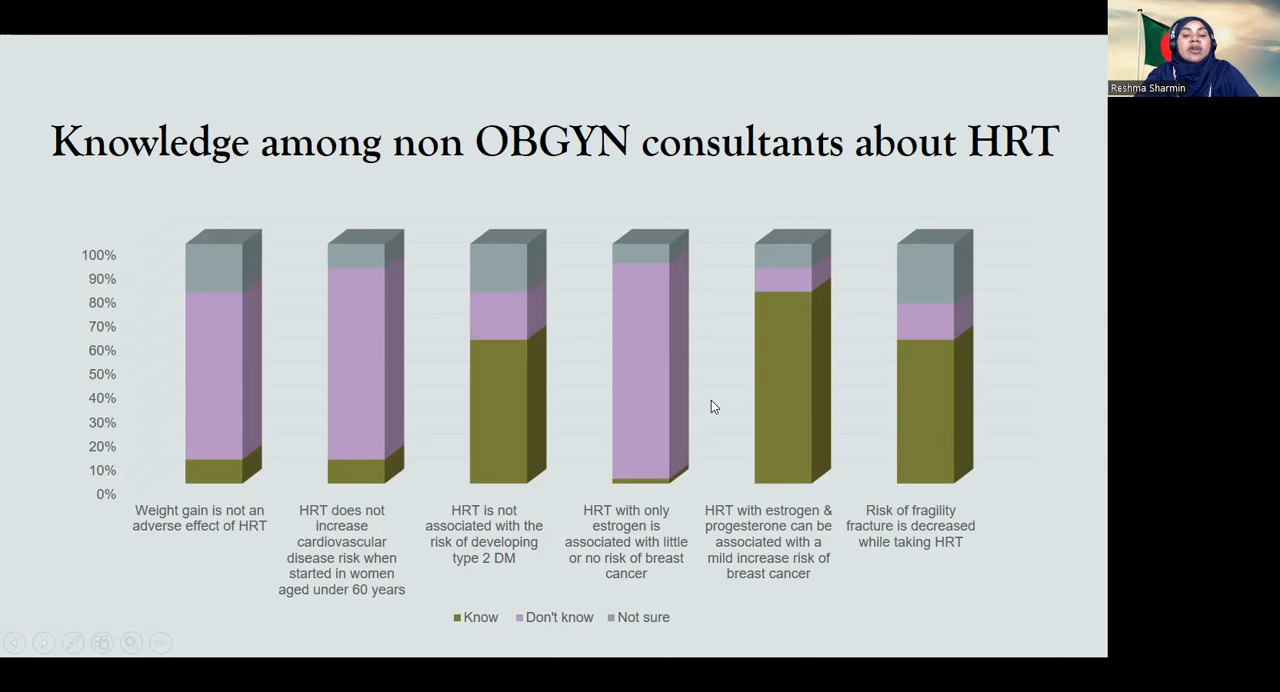 Reshma Sharmin
Knowledge among non OBGYN consultants about HRT
100%
90%
80%
70%
60%
50%
40%
30%
20%
10%
0%
Weight gain is not an
adverse effect of HRT
HRT does not
increase
cardiovascular
disease risk when
started in women
aged under 60 years
HRT is not
associated with the
risk of developing
type 2 DM
HRT with only
estrogen is
associated with little
or no risk of breast
cancer
HRT with estrogen &
progesterone can be
associated with a
mild increase risk of
breast cancer
Risk of fragility
fracture is decreased
while taking HRT
Know Don't know Not sure